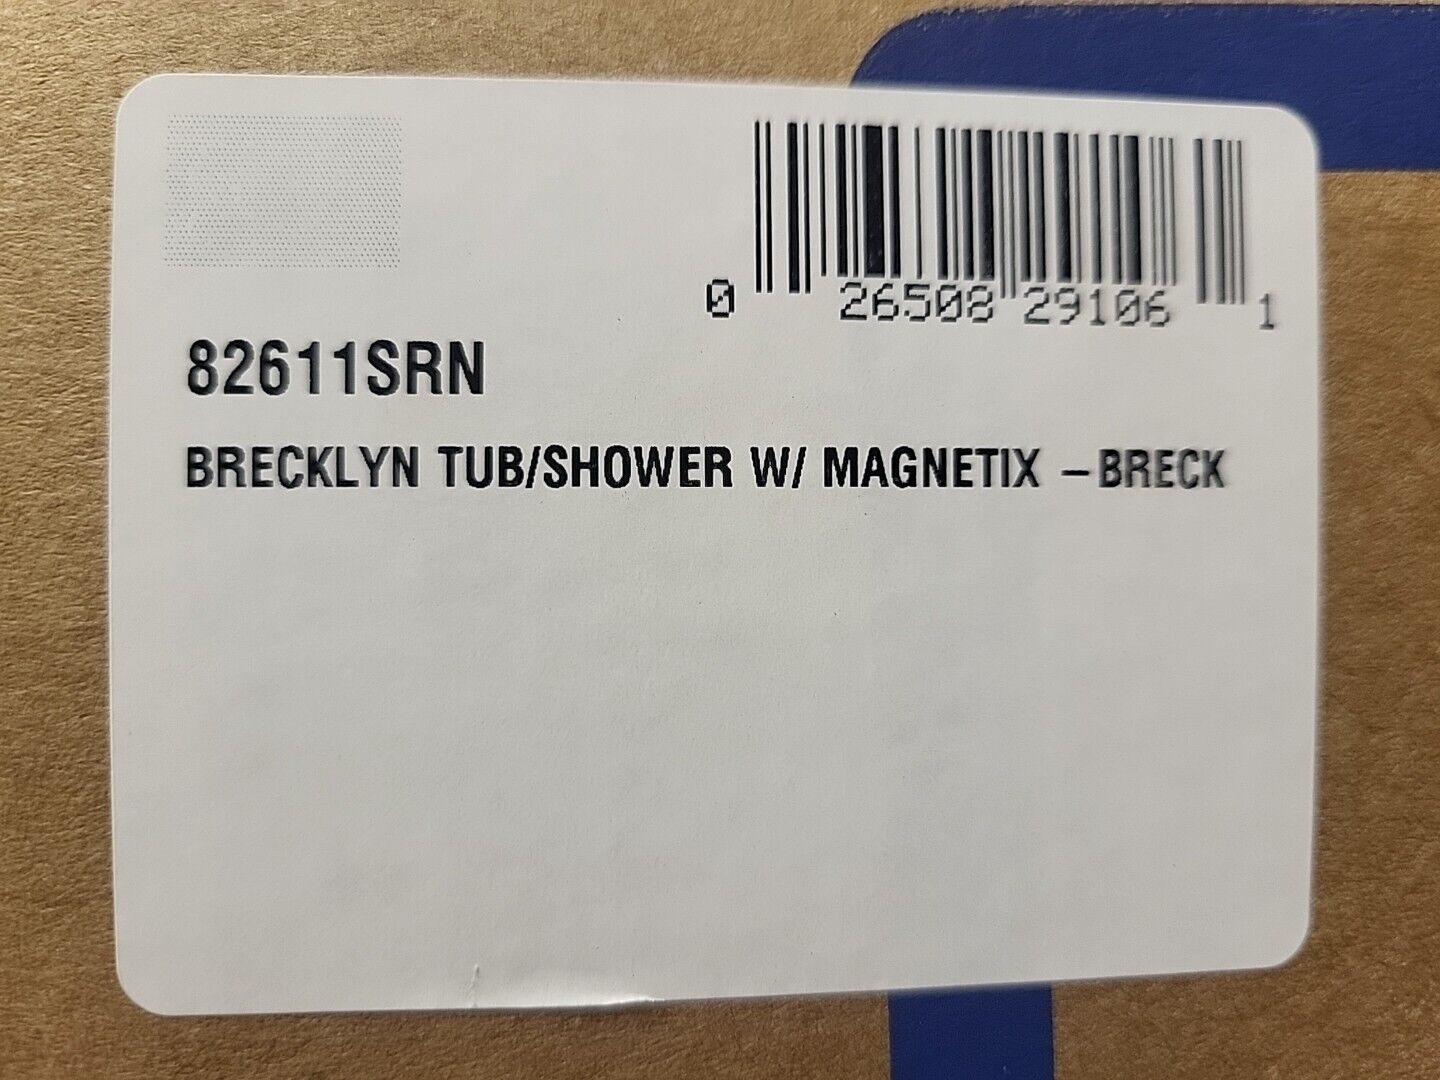 0 26508 29106 1
82611SRN
BRECKLYN TUB/SHOWER W/ MAGNETIX – BRECK